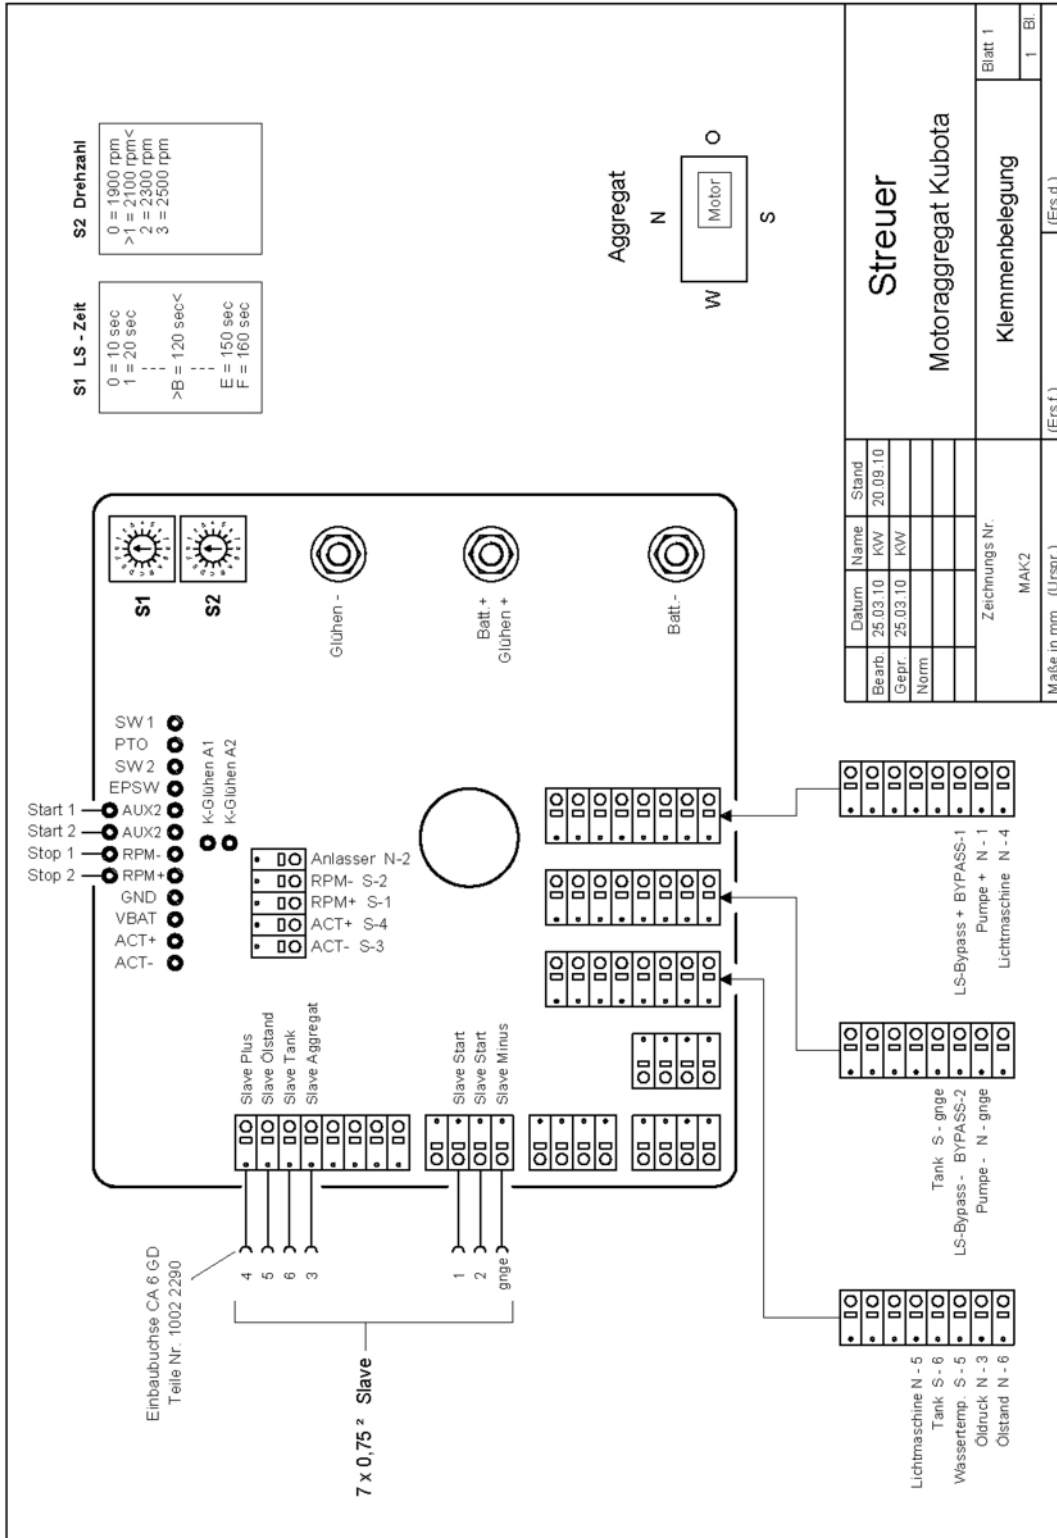 Einbaubuchse CA 6 GD
Teile Nr. 1002 2290
7 x 0,75 ² Slave
4
5
6
3
1
2
gnge
Slave Plus
Slave Ölstand
Slave Tank
Slave Aggregat
Slave Start
Slave Start
Slave Minus
Start 1
Start 2
Stop 1
Stop 2
SW1
PTO
SW2
EPSW
AUX2
AUX2
RPM-
RPM+
GND
VBAT
ACT+
ACT-
K-Glühen A1
K-Glühen A2
Anlasser N-2
RPM- S-2
RPM+ S-1
ACT+ S-4
ACT- S-3
S1
S2
Glühen -
Batt.+
Glühen +
Batt.-
S1 LS - Zeit
0 = 10 sec
1 = 20 sec
----
>B = 120 sec<
----
E = 150 sec
F = 160 sec
S2 Drehzahl
0 = 1900 rpm
>1 = 2100 rpm<
2 = 2300 rpm
3 = 2500 rpm
Aggregat
N
W
Motor
O
S
Lichtmaschine N - 5
Tank S - 6
Wassertemp. S - 5
Öldruck N - 3
Ölstand N - 6
Tank S - gnge
LS-Bypass - BYPASS-2
Pumpe - N - gnge
LS-Bypass + BYPASS-1
Pumpe + N - 1
Lichtmaschine N - 4
Datum Name Stand
Bearb. 25.03.10 KW 20.09.10
Gepr. 25.03.10 KW
Norm
Streuer
Motoraggregat Kubota
Zeichnungs Nr.
MAK2
Klemmenbelegung
Blatt 1
1 Bl.
Maße in mm (Urspr.)
(Ers.f.)
(Ers.d.)